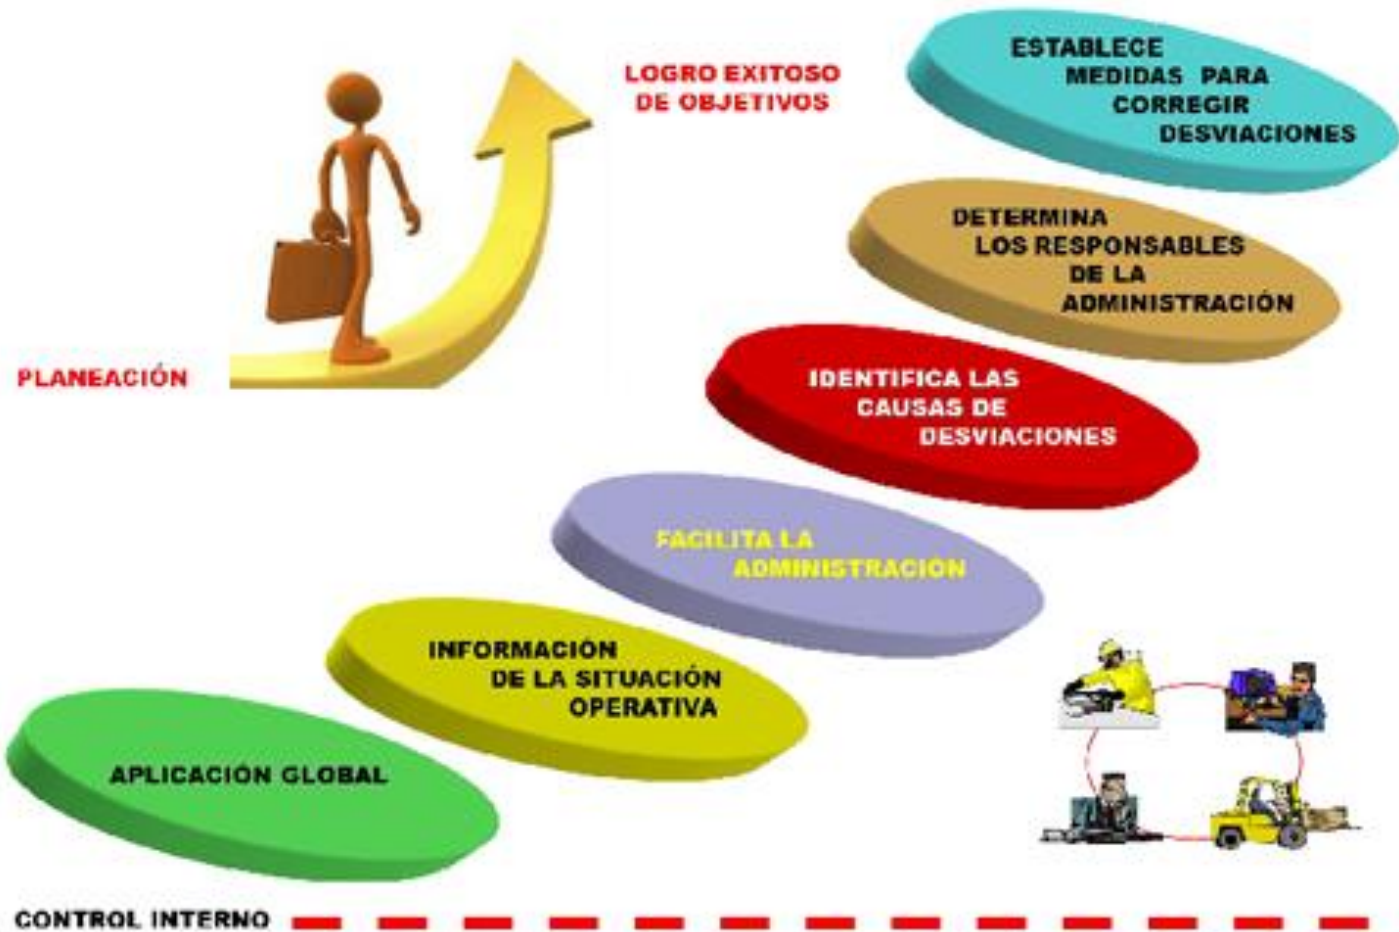 LOGRO EXITOSO
DE OBJETIVOS
ESTABLECE
MEDIDAS PARA
CORREGIR
DESVIACIONES
DETERMINA
LOS RESPONSABLES
DE LA
ADMINISTRACIÓN
PLANEACIÓN
IDENTIFICA LAS
CAUSAS DE
DESVIACIONES
FACILITA LA
ADMINISTRACIÓN
INFORMACIÓN
DE LA SITUACIÓN
OPERATIVA
APLICACIÓN GLOBAL
CONTROL INTERNO